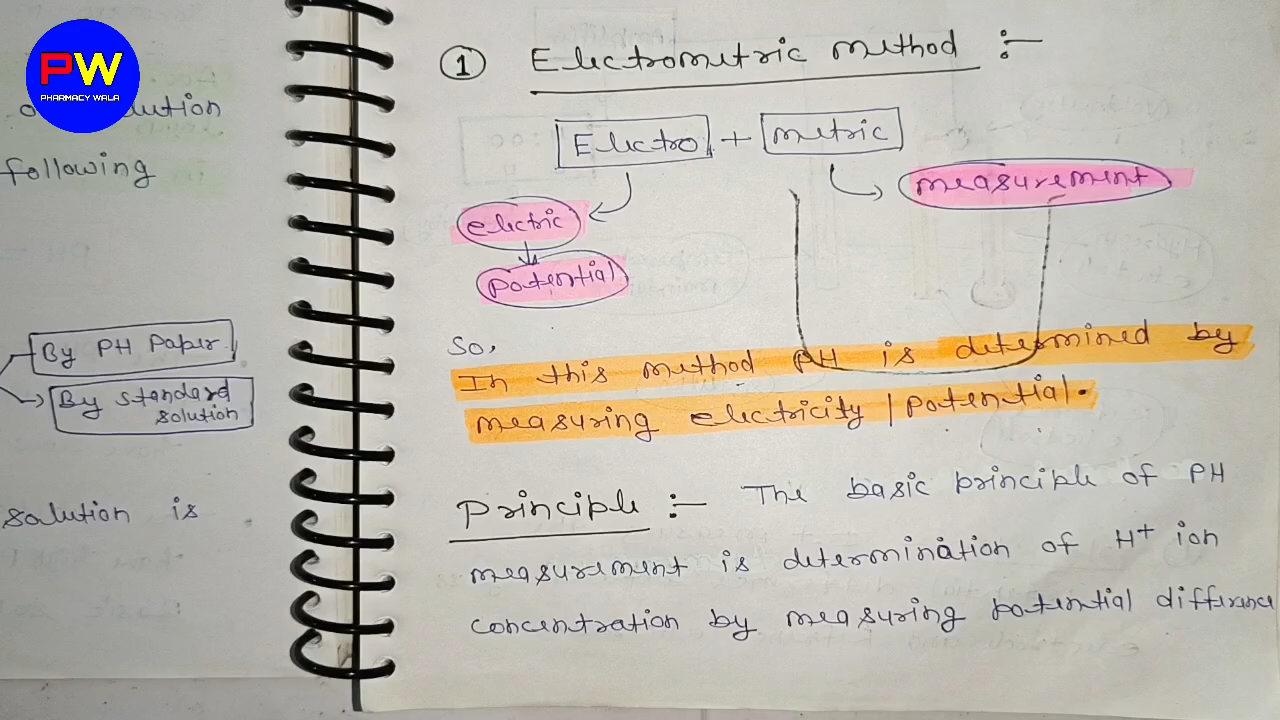 PW
PHARMACY WALA
following
By PH Paper
By Standard
solution
solution is
① Electrometric method :-
Electro + metric
measurement
electric
potential
So,
In this method PH is determined by
measuring electricity / potential.
Principle :- The basic principle of PH
measurement is determination of H+ ion
concentration by measuring potential difference